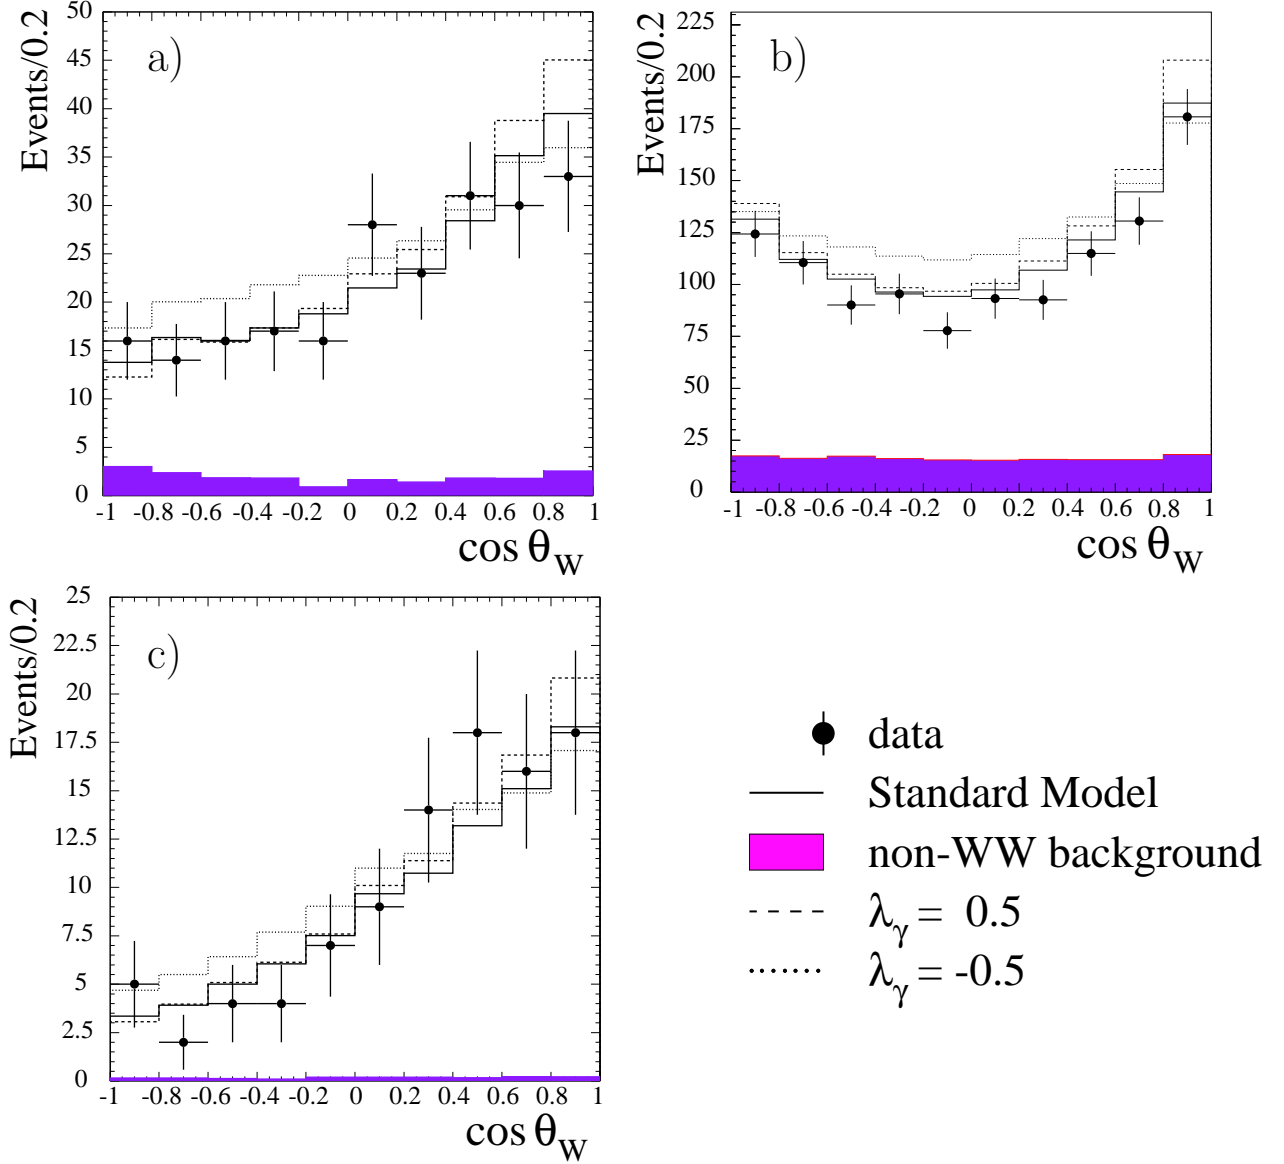 a)
Events/0.2
50
45
40
35
30
25
20
15
10
5
0
-1 -0.8 -0.6 -0.4 -0.2 0 0.2 0.4 0.6 0.8 1
cos θW
b)
Events/0.2
225
200
175
150
125
100
75
50
25
0
-1 -0.8 -0.6 -0.4 -0.2 0 0.2 0.4 0.6 0.8 1
cos θW
c)
Events/0.2
25
22.5
20
17.5
15
12.5
10
7.5
5
2.5
0
-1 -0.8 -0.6 -0.4 -0.2 0 0.2 0.4 0.6 0.8 1
cos θW
data
Standard Model
non-WW background
λγ = 0.5
λγ = -0.5